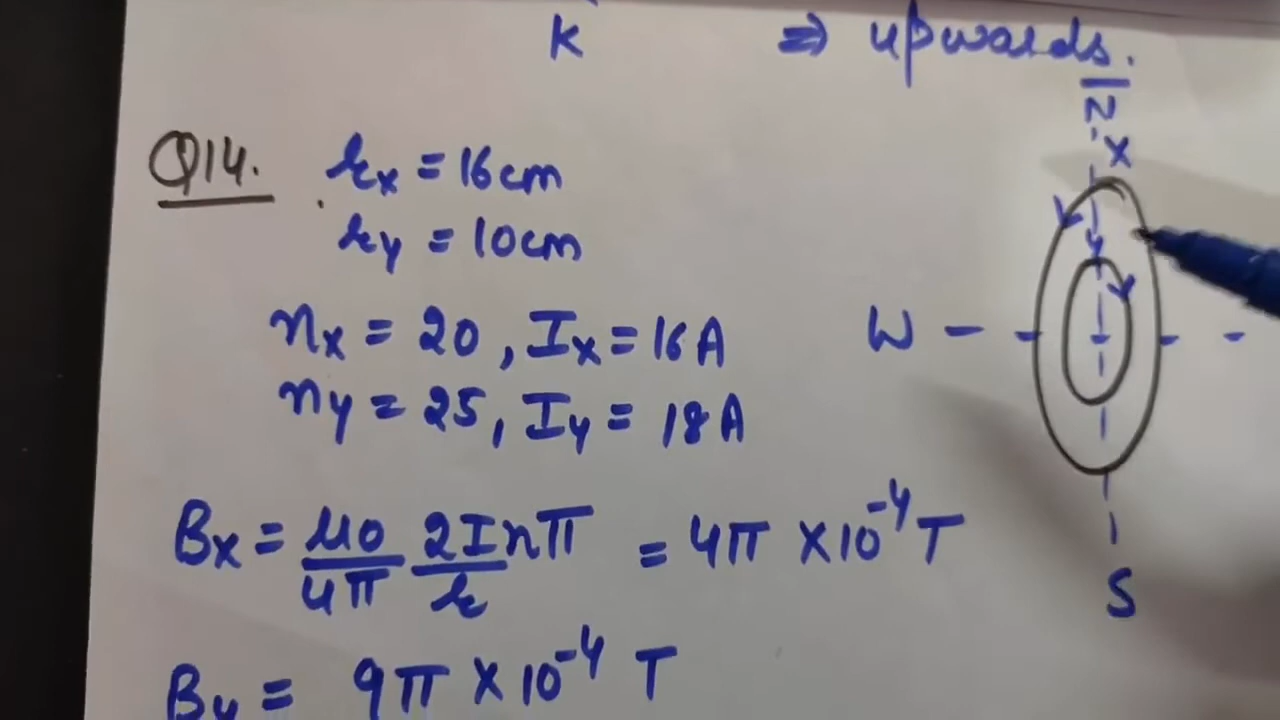 k ⇒ upwards.
N
X
Q14. rx = 16cm
ry = 10cm
Y
nx = 20, Ix = 16A
W
ny = 25, Iy = 18A
Bx = μ0/4π 2Inπ/r = 4π × 10⁻⁴ T
S
By = 9π × 10⁻⁴ T